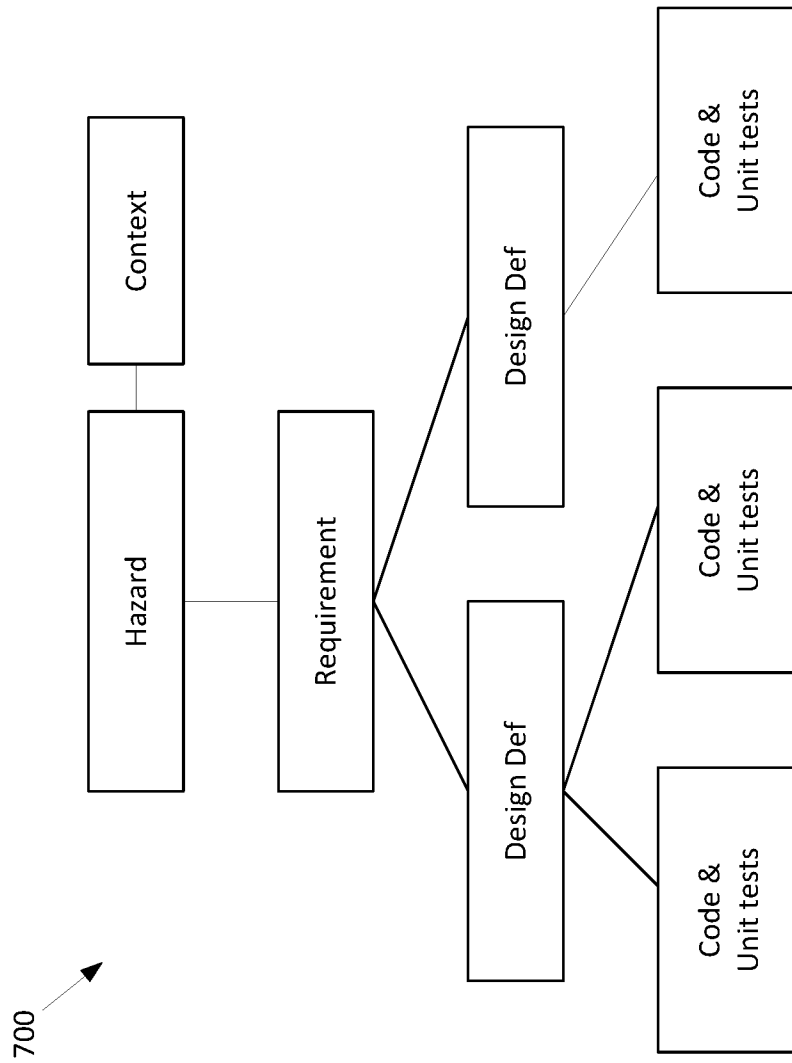 700
Hazard
Context
Requirement
Design Def
Design Def
Code &
Unit tests
Code &
Unit tests
Code &
Unit tests